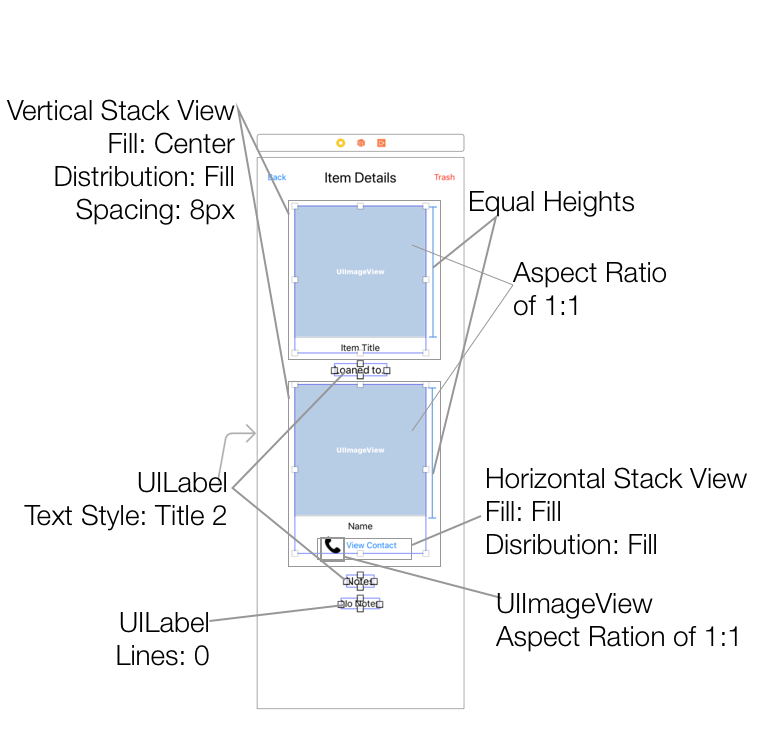 Vertical Stack View
Fill: Center
Distribution: Fill
Spacing: 8px
Back
Item Details
Trash
Equal Heights
UIImageView
Aspect Ratio
of 1:1
Item Title
Loaned to.
UIImageView
UILabel
Text Style: Title 2
Horizontal Stack View
Fill: Fill
Disribution: Fill
Name
View Contact
Notes
No Notes
UIImageView
Aspect Ration of 1:1
UILabel
Lines: 0